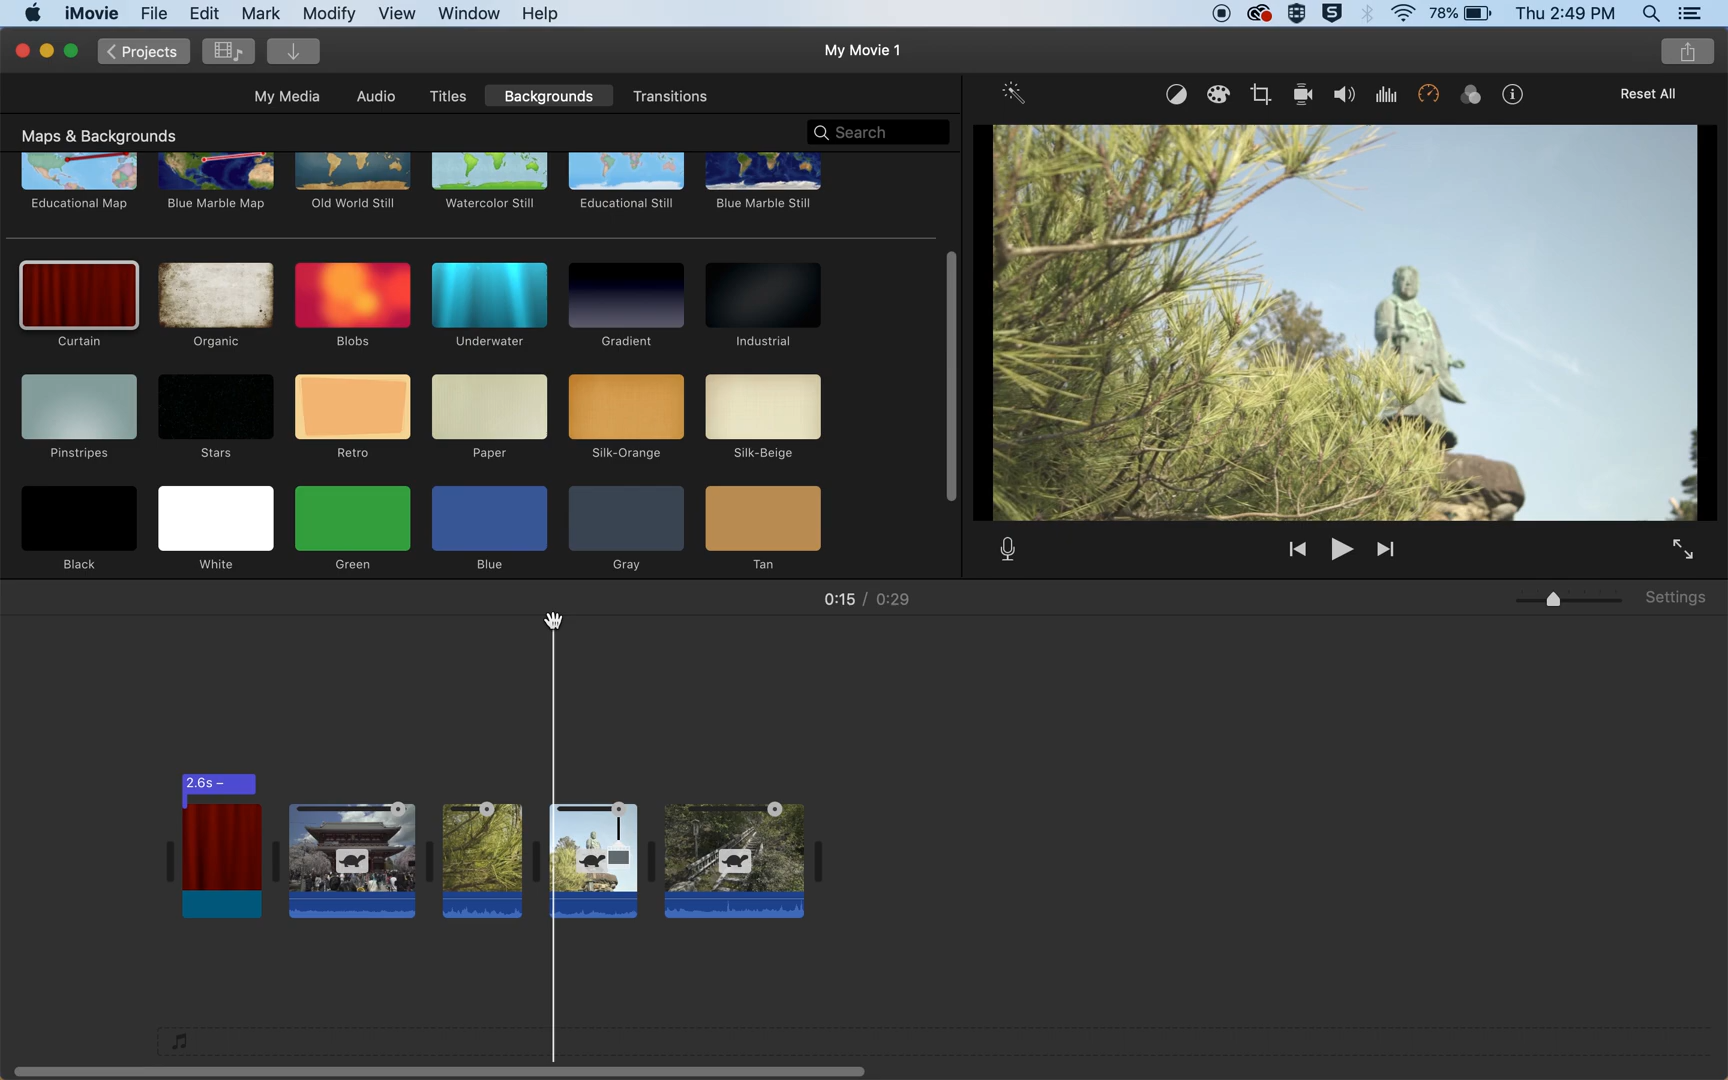 iMovie File Edit Mark Modify View Window Help 78% Thu 2:49 PM
Projects My Movie 1
My Media Audio Titles Backgrounds Transitions Reset All
Maps & Backgrounds Search
Educational Map Blue Marble Map Old World Still Watercolor Still Educational Still Blue Marble Still
Curtain Organic Blobs Underwater Gradient Industrial
Pinstripes Stars Retro Paper Silk-Orange Silk-Beige
Black White Green Blue Gray Tan
0:15 / 0:29 Settings
2.6s –